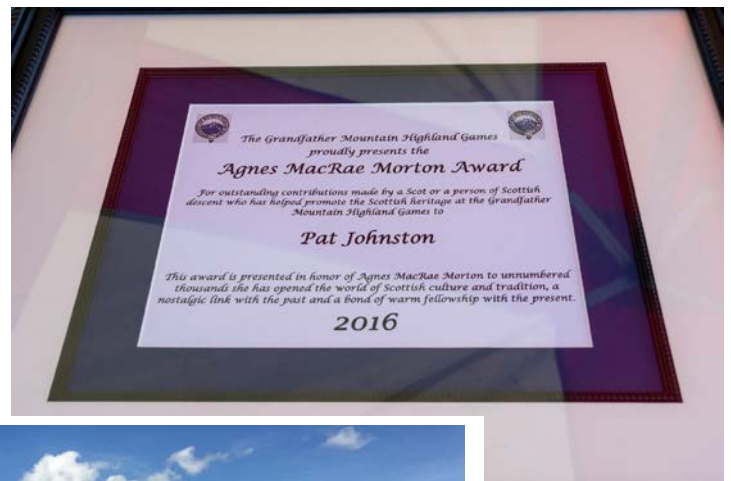 The Grandfather Mountain Highland Games
proudly presents the
Agnes MacRae Morton Award
For outstanding contributions made by a Scot or a person of Scottish
descent who has helped promote the Scottish heritage at the Grandfather
Mountain Highland Games to
Pat Johnston
This award is presented in honor of Agnes MacRae Morton to unnumbered
thousands she has opened the world of Scottish culture and tradition, a
nostalgic link with the past and a bond of warm fellowship with the present.
2016